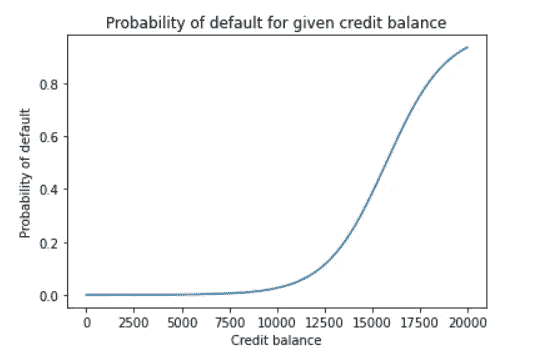 Probability of default for given credit balance
Probability of default
0.8
0.6
0.4
0.2
0.0
0 2500 5000 7500 10000 12500 15000 17500 20000
Credit balance